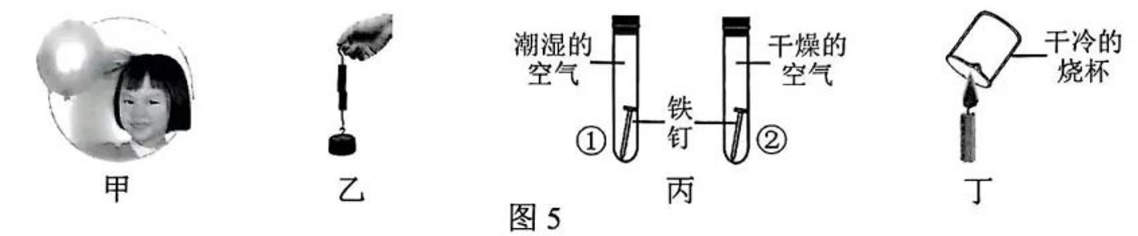 潮湿的
空气
干燥的
空气
铁
钉
①
②
干冷的
烧杯
甲
乙
丙
丁
图 5